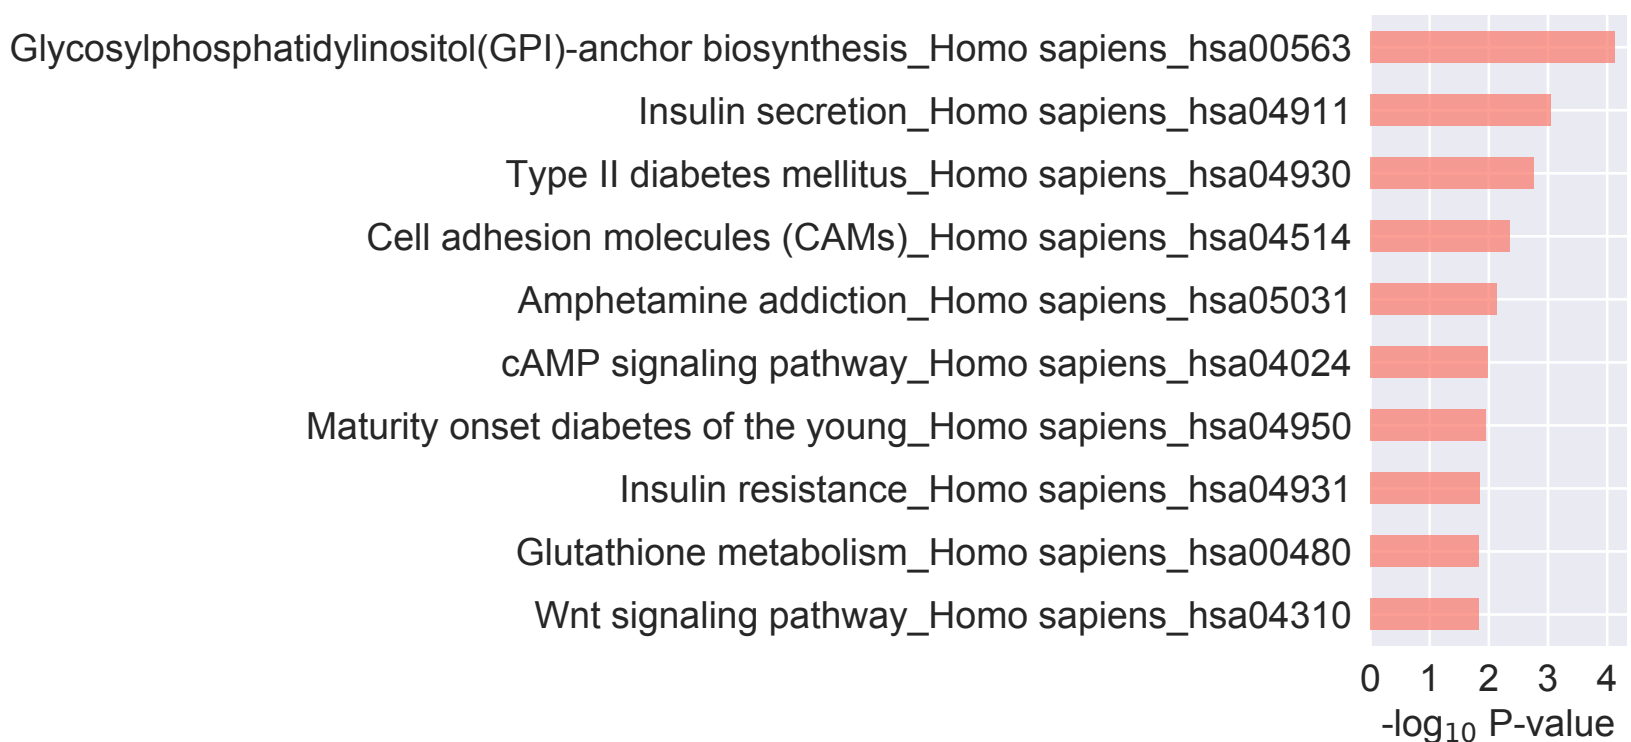 Glycosylphosphatidylinositol(GPI)-anchor biosynthesis_Homo sapiens_hsa00563
Insulin secretion_Homo sapiens_hsa04911
Type II diabetes mellitus_Homo sapiens_hsa04930
Cell adhesion molecules (CAMs)_Homo sapiens_hsa04514
Amphetamine addiction_Homo sapiens_hsa05031
cAMP signaling pathway_Homo sapiens_hsa04024
Maturity onset diabetes of the young_Homo sapiens_hsa04950
Insulin resistance_Homo sapiens_hsa04931
Glutathione metabolism_Homo sapiens_hsa00480
Wnt signaling pathway_Homo sapiens_hsa04310
0 1 2 3 4
-log₁₀ P-value